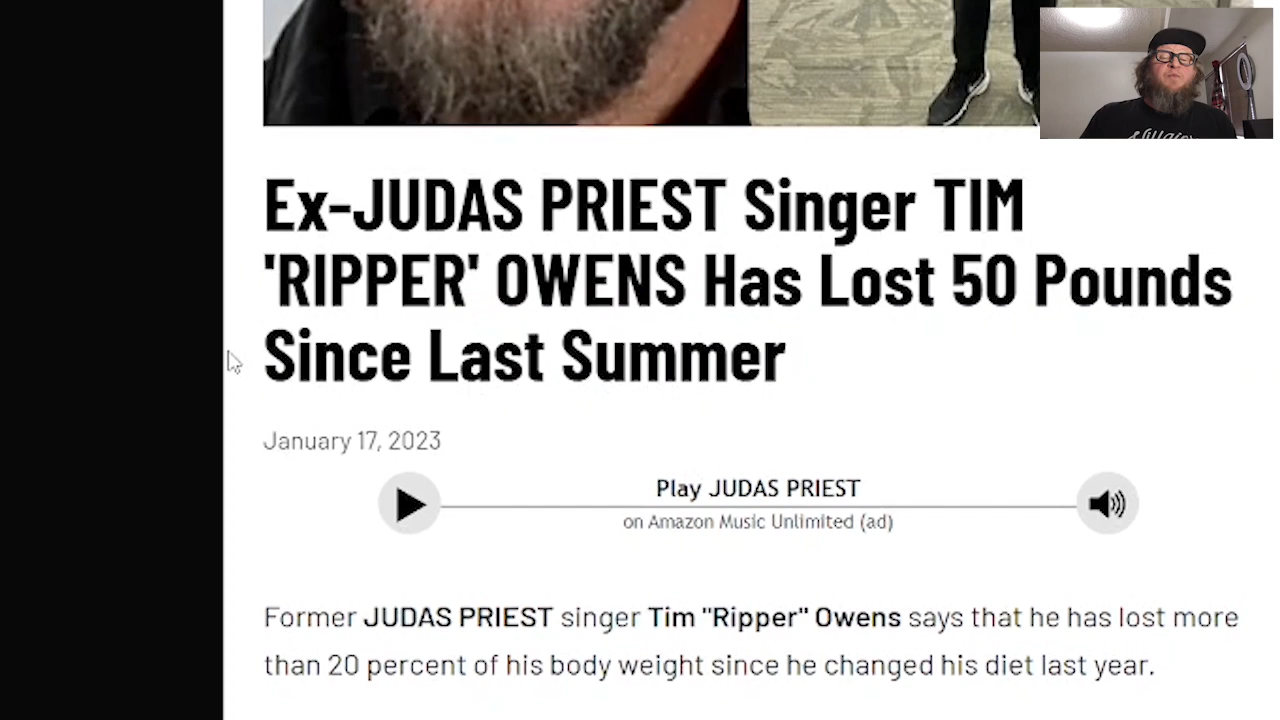 Ex-JUDAS PRIEST Singer TIM
'RIPPER' OWENS Has Lost 50 Pounds
Since Last Summer
January 17, 2023
Play JUDAS PRIEST
on Amazon Music Unlimited (ad)
Former JUDAS PRIEST singer Tim "Ripper" Owens says that he has lost more
than 20 percent of his body weight since he changed his diet last year.